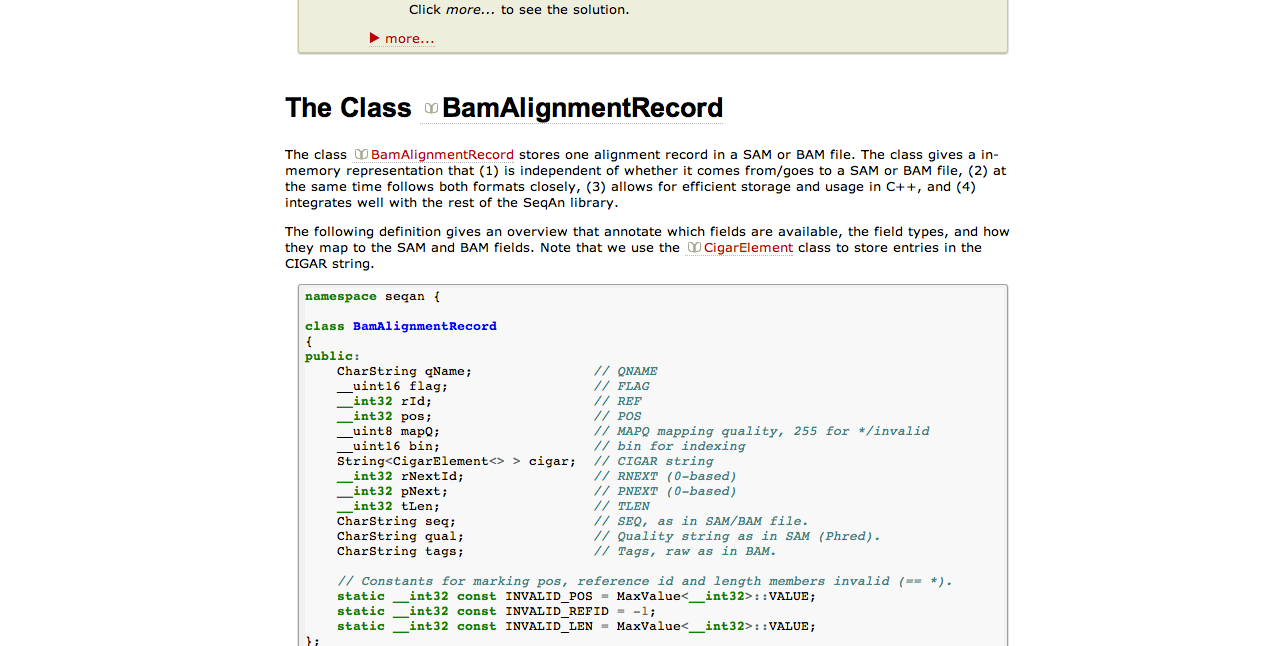 Click more... to see the solution.
▶ more...
The Class BamAlignmentRecord
The class BamAlignmentRecord stores one alignment record in a SAM or BAM file. The class gives a in-
memory representation that (1) is independent of whether it comes from/goes to a SAM or BAM file, (2) at
the same time follows both formats closely, (3) allows for efficient storage and usage in C++, and (4)
integrates well with the rest of the SeqAn library.
The following definition gives an overview that annotate which fields are available, the field types, and how
they map to the SAM and BAM fields. Note that we use the CigarElement class to store entries in the
CIGAR string.
namespace seqan {
class BamAlignmentRecord
{
public:
    CharString qName;               // QNAME
    __uint16 flag;                  // FLAG
    __int32 rId;                    // REF
    __int32 pos;                    // POS
    __uint8 mapQ;                   // MAPQ mapping quality, 255 for */invalid
    __uint16 bin;                   // bin for indexing
    String<CigarElement<> > cigar;  // CIGAR string
    __int32 rNextId;                // RNEXT (0-based)
    __int32 pNext;                  // PNEXT (0-based)
    __int32 tLen;                   // TLEN
    CharString seq;                 // SEQ, as in SAM/BAM file.
    CharString qual;                // Quality string as in SAM (Phred).
    CharString tags;                // Tags, raw as in BAM.
    // Constants for marking pos, reference id and length members invalid (== *).
    static __int32 const INVALID_POS = MaxValue<__int32>::VALUE;
    static __int32 const INVALID_REFID = -1;
    static __int32 const INVALID_LEN = MaxValue<__int32>::VALUE;
};